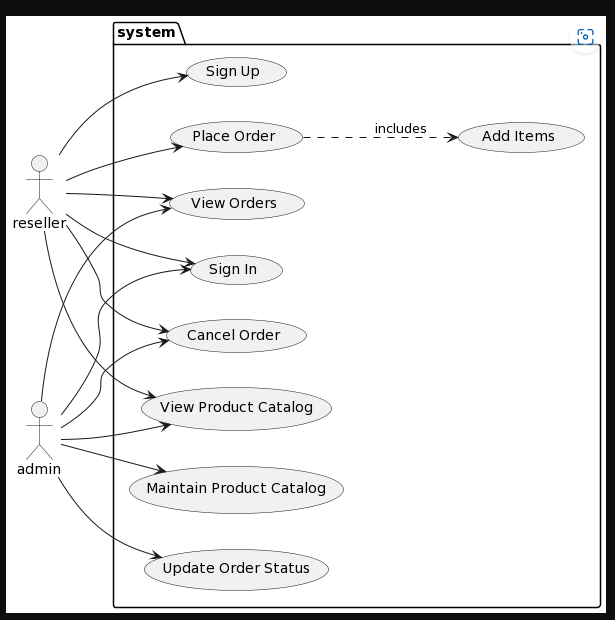 system
Sign Up
Place Order
includes
Add Items
View Orders
reseller
Sign In
Cancel Order
View Product Catalog
admin
Maintain Product Catalog
Update Order Status